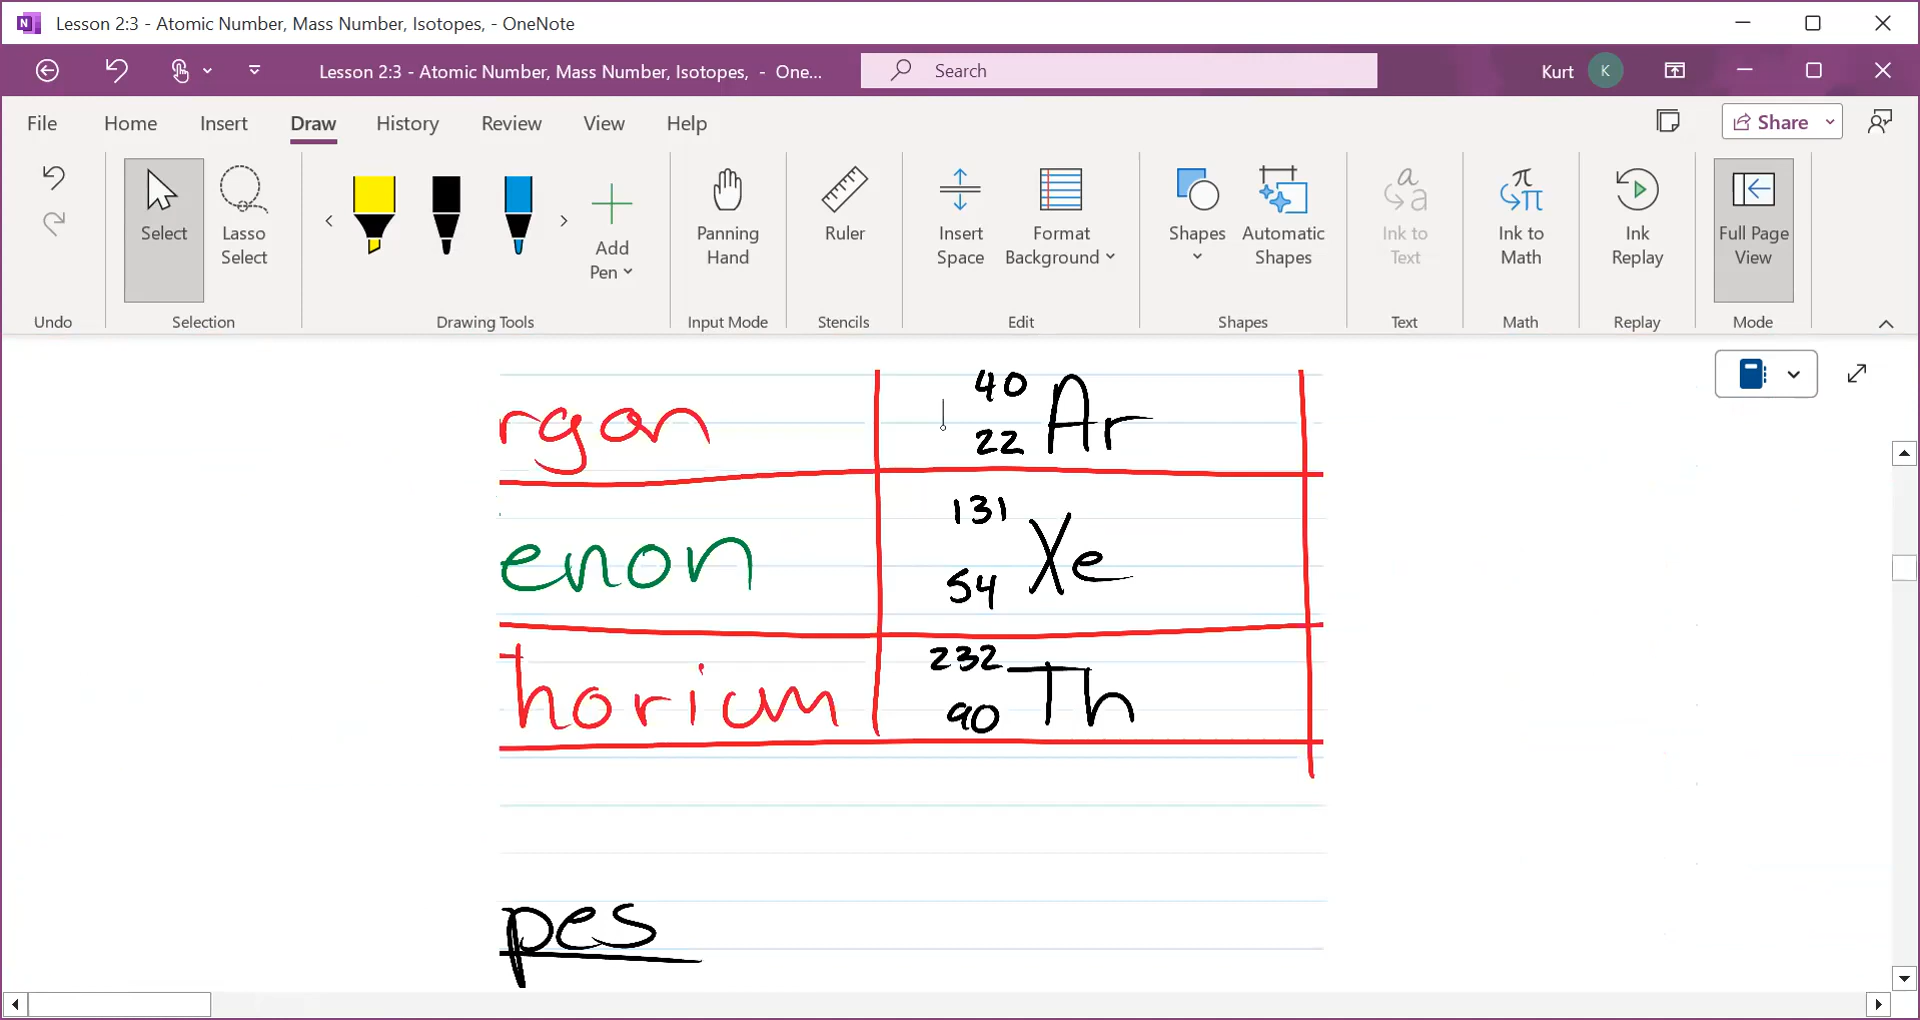 Lesson 2:3 - Atomic Number, Mass Number, Isotopes, - OneNote
Lesson 2:3 - Atomic Number, Mass Number, Isotopes, - One...
Search
Kurt K
File Home Insert Draw History Review View Help
Share
Select
Lasso Select
Add Pen
Panning Hand
Ruler
Insert Space
Format Background
Shapes
Automatic Shapes
Ink to Text
Ink to Math
Ink Replay
Full Page View
Undo Selection Drawing Tools Input Mode Stencils Edit Shapes Text Math Replay Mode
rgon 40 22 Ar
enon 131 54 Xe
Thorium 232 90 Th
pes